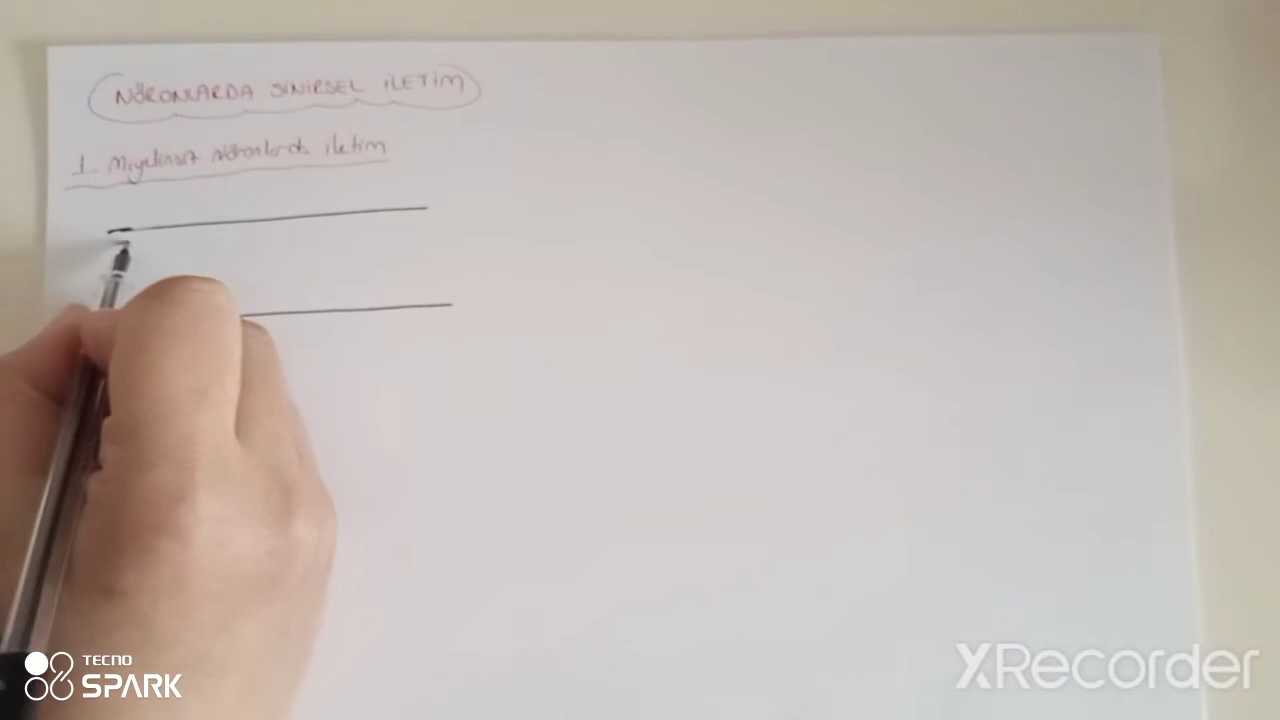 NÖRONLARDA SİNİRSEL İLETİM
1- Miyelinsiz nöronlarda iletim
TECNO
SPARK
XRecorder